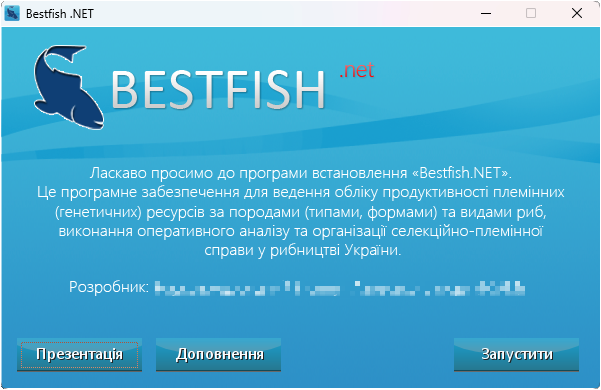 Bestfish .NET
BESTFISH .net
Ласкаво просимо до програми встановлення «Bestfish.NET».
Це програмне забезпечення для ведення обліку продуктивності племінних
(генетичних) ресурсів за породами (типами, формами) та видами риб,
виконання оперативного аналізу та організації селекційно-племінної
справи у рибництві України.
Розробник:
Презентація
Доповнення
Запустити